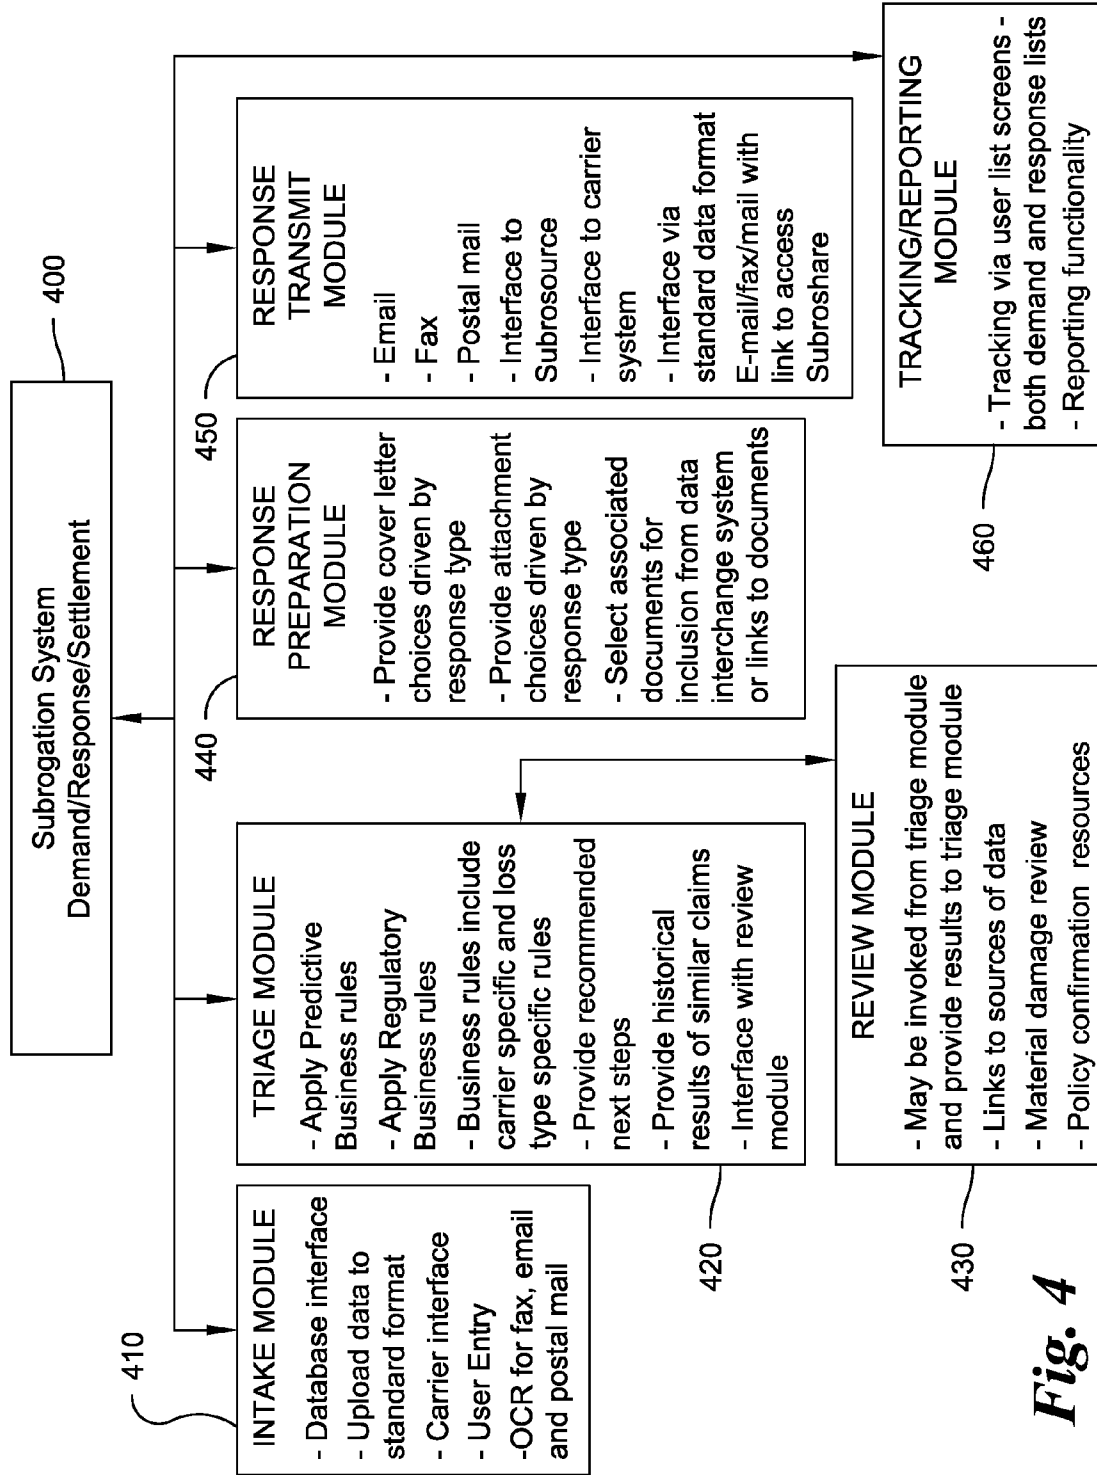 Subrogation System
Demand/Response/Settlement
400
410
INTAKE MODULE
- Database interface
- Upload data to
standard format
- Carrier interface
- User Entry
-OCR for fax, email
and postal mail
TRIAGE MODULE
- Apply Predictive
Business rules
- Apply Regulatory
Business rules
- Business rules include
carrier specific and loss
type specific rules
- Provide recommended
next steps
- Provide historical
results of similar claims
- Interface with review
module
420
440
RESPONSE
PREPARATION
MODULE
- Provide cover letter
choices driven by
response type
- Provide attachment
choices driven by
response type
- Select associated
documents for
inclusion from data
interchange system
or links to documents
450
RESPONSE
TRANSMIT
MODULE
- Email
- Fax
- Postal mail
- Interface to
Subrosource
- Interface to carrier
system
- Interface via
standard data format
E-mail/fax/mail with
link to access
Subroshare
REVIEW MODULE
- May be invoked from triage module
and provide results to triage module
- Links to sources of data
- Material damage review
- Policy confirmation resources
430
TRACKING/REPORTING
MODULE
- Tracking via user list screens -
both demand and response lists
- Reporting functionality
460
Fig. 4